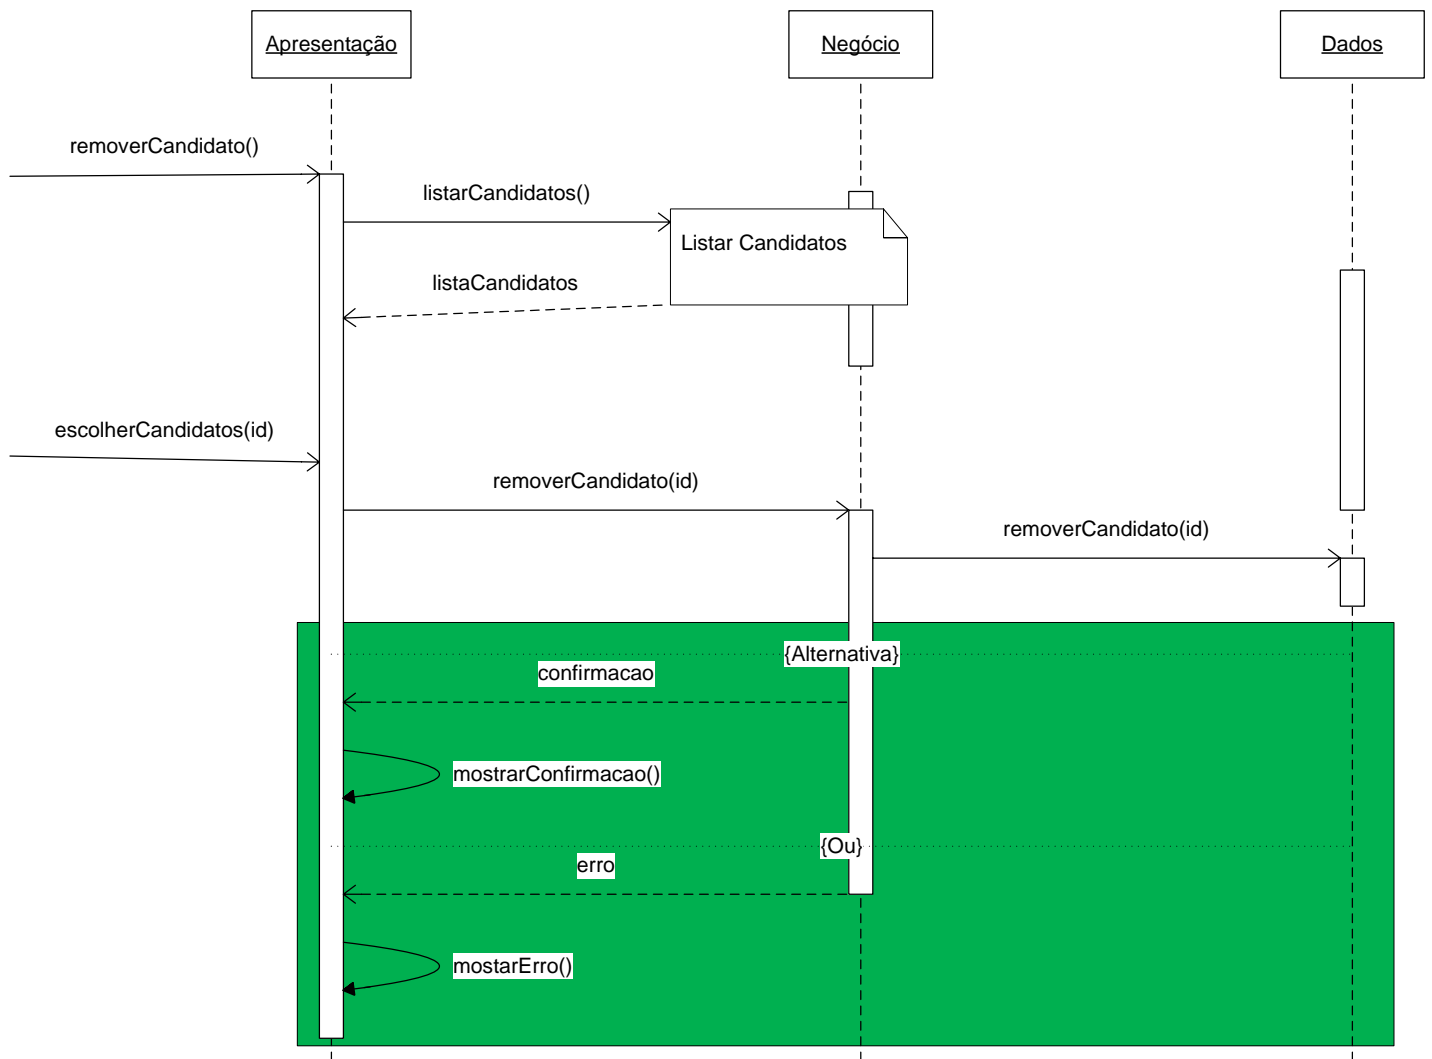 Apresentação
Negócio
Dados
removerCandidato()
listarCandidatos()
Listar Candidatos
listaCandidatos
escolherCandidatos(id)
removerCandidato(id)
removerCandidato(id)
{Alternativa}
confirmacao
mostrarConfirmacao()
{Ou}
erro
mostarErro()